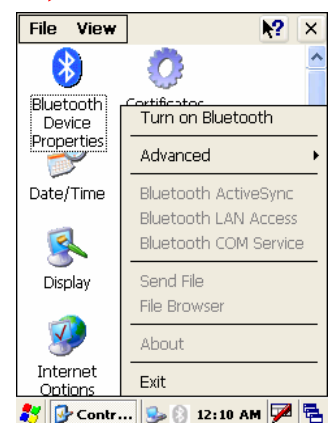 File View
?
×
Bluetooth
Device
Properties
Certificates
Date/Time
Display
Internet
Options
Turn on Bluetooth
Advanced
Bluetooth ActiveSync
Bluetooth LAN Access
Bluetooth COM Service
Send File
File Browser
About
Exit
Contr... 12:10 AM